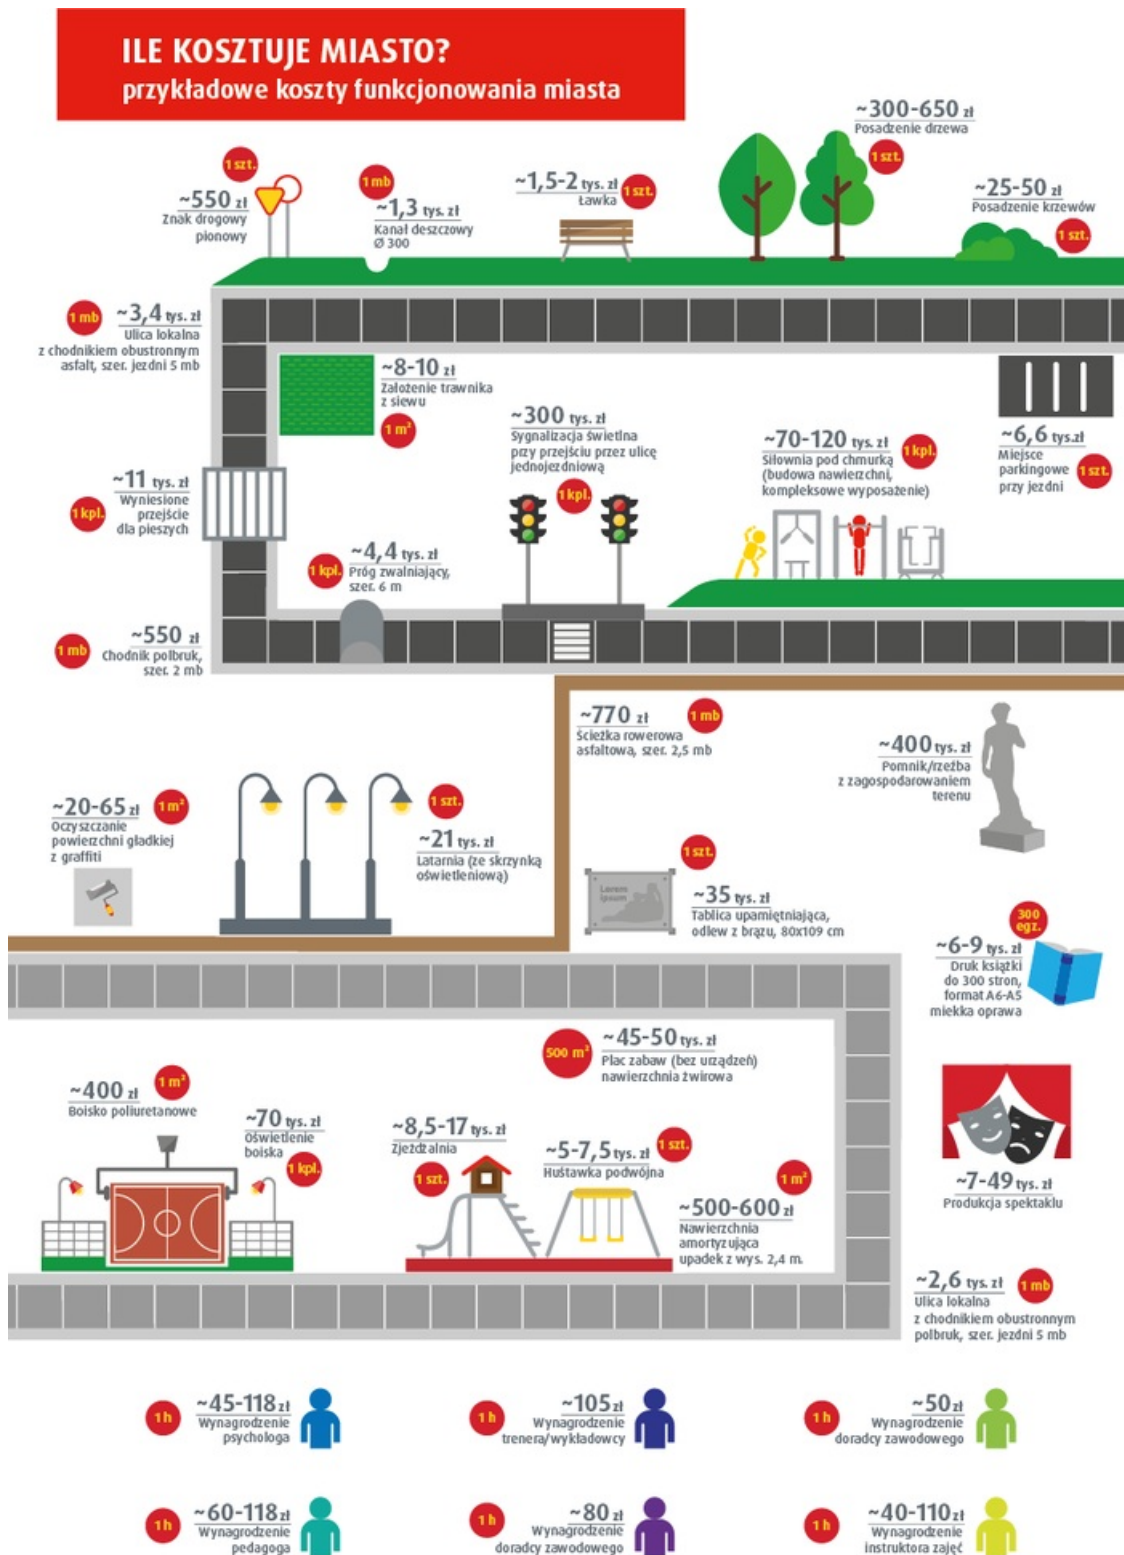 ILE KOSZTUJE MIASTO?
przykładowe koszty funkcjonowania miasta
1 szt.
~550 zł
Znak drogowy
pionowy
1 mb
~1,3 tys. zł
Kanał deszczowy
Ø 300
~1,5-2 tys. zł
Ławka
1 szt.
~300-650 zł
Posadzenie drzewa
1 szt.
~25-50 zł
Posadzenie krzewów
1 szt.
1 mb
~3,4 tys. zł
Ulica lokalna
z chodnikiem obustronnym
asfalt, szer. jezdni 5 mb
~8-10 zł
Założenie trawnika
z siewu
1 m²
~300 tys. zł
Sygnalizacja świetlna
przy przejściu przez ulicę
jednojezdniową
1 kpl.
~70-120 tys. zł
Siłownia pod chmurką
(budowa nawierzchni,
kompleksowe wyposażenie)
1 kpl.
~6,6 tys.zł
Miejsce
parkingowe
przy jezdni
1 szt.
~11 tys. zł
Wyniesione
przejście
dla pieszych
1 kpl.
~4,4 tys. zł
Próg zwalniający,
szer. 6 m
1 kpl.
1 mb
~550 zł
Chodnik polbruk,
szer. 2 mb
~770 zł
Ścieżka rowerowa
asfaltowa, szer. 2,5 mb
1 mb
~400 tys. zł
Pomnik/rzeźba
z zagospodarowaniem
terenu
~20-65 zł
Oczyszczanie
powierzchni gładkiej
z graffiti
1 m²
1 szt.
~21 tys. zł
Latarnia (ze skrzynką
oświetleniową)
1 szt.
Lorem
ipsum
~35 tys. zł
Tablica upamiętniająca,
odlew z brązu, 80x109 cm
300
egz.
~6-9 tys. zł
Druk książki
do 300 stron,
format A6-A5
miękka oprawa
500 m²
~45-50 tys. zł
Plac zabaw (bez urządzeń)
nawierzchnia żwirowa
1 m²
~400 zł
Boisko poliuretanowe
~70 tys. zł
Oświetlenie
boiska
1 kpl.
~8,5-17 tys. zł
Zjeżdżalnia
1 szt.
~5-7,5 tys. zł
Huśtawka podwójna
1 szt.
1 m²
~500-600 zł
Nawierzchnia
amortyzująca
upadek z wys. 2,4 m.
~7-49 tys. zł
Produkcja spektaklu
~2,6 tys. zł
Ulica lokalna
z chodnikiem obustronnym
polbruk, szer. jezdni 5 mb
1 mb
1 h
~45-118 zł
Wynagrodzenie
psychologa
1 h
~105 zł
Wynagrodzenie
trenera/wykładowcy
1 h
~50 zł
Wynagrodzenie
doradcy zawodowego
1 h
~60-118 zł
Wynagrodzenie
pedagoga
1 h
~80 zł
Wynagrodzenie
doradcy zawodowego
1 h
~40-110 zł
Wynagrodzenie
instruktora zajęć